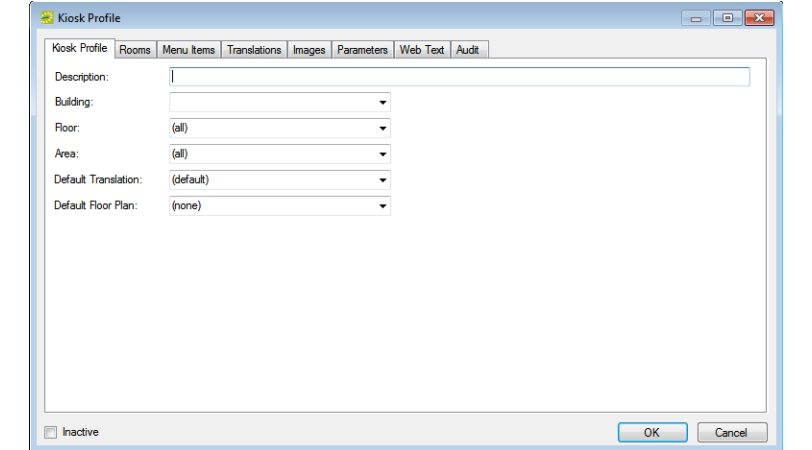 Kiosk Profile
Kiosk Profile Rooms Menu Items Translations Images Parameters Web Text Audit
Description:
Building:
Floor: (all)
Area: (all)
Default Translation: (default)
Default Floor Plan: (none)
Inactive OK Cancel